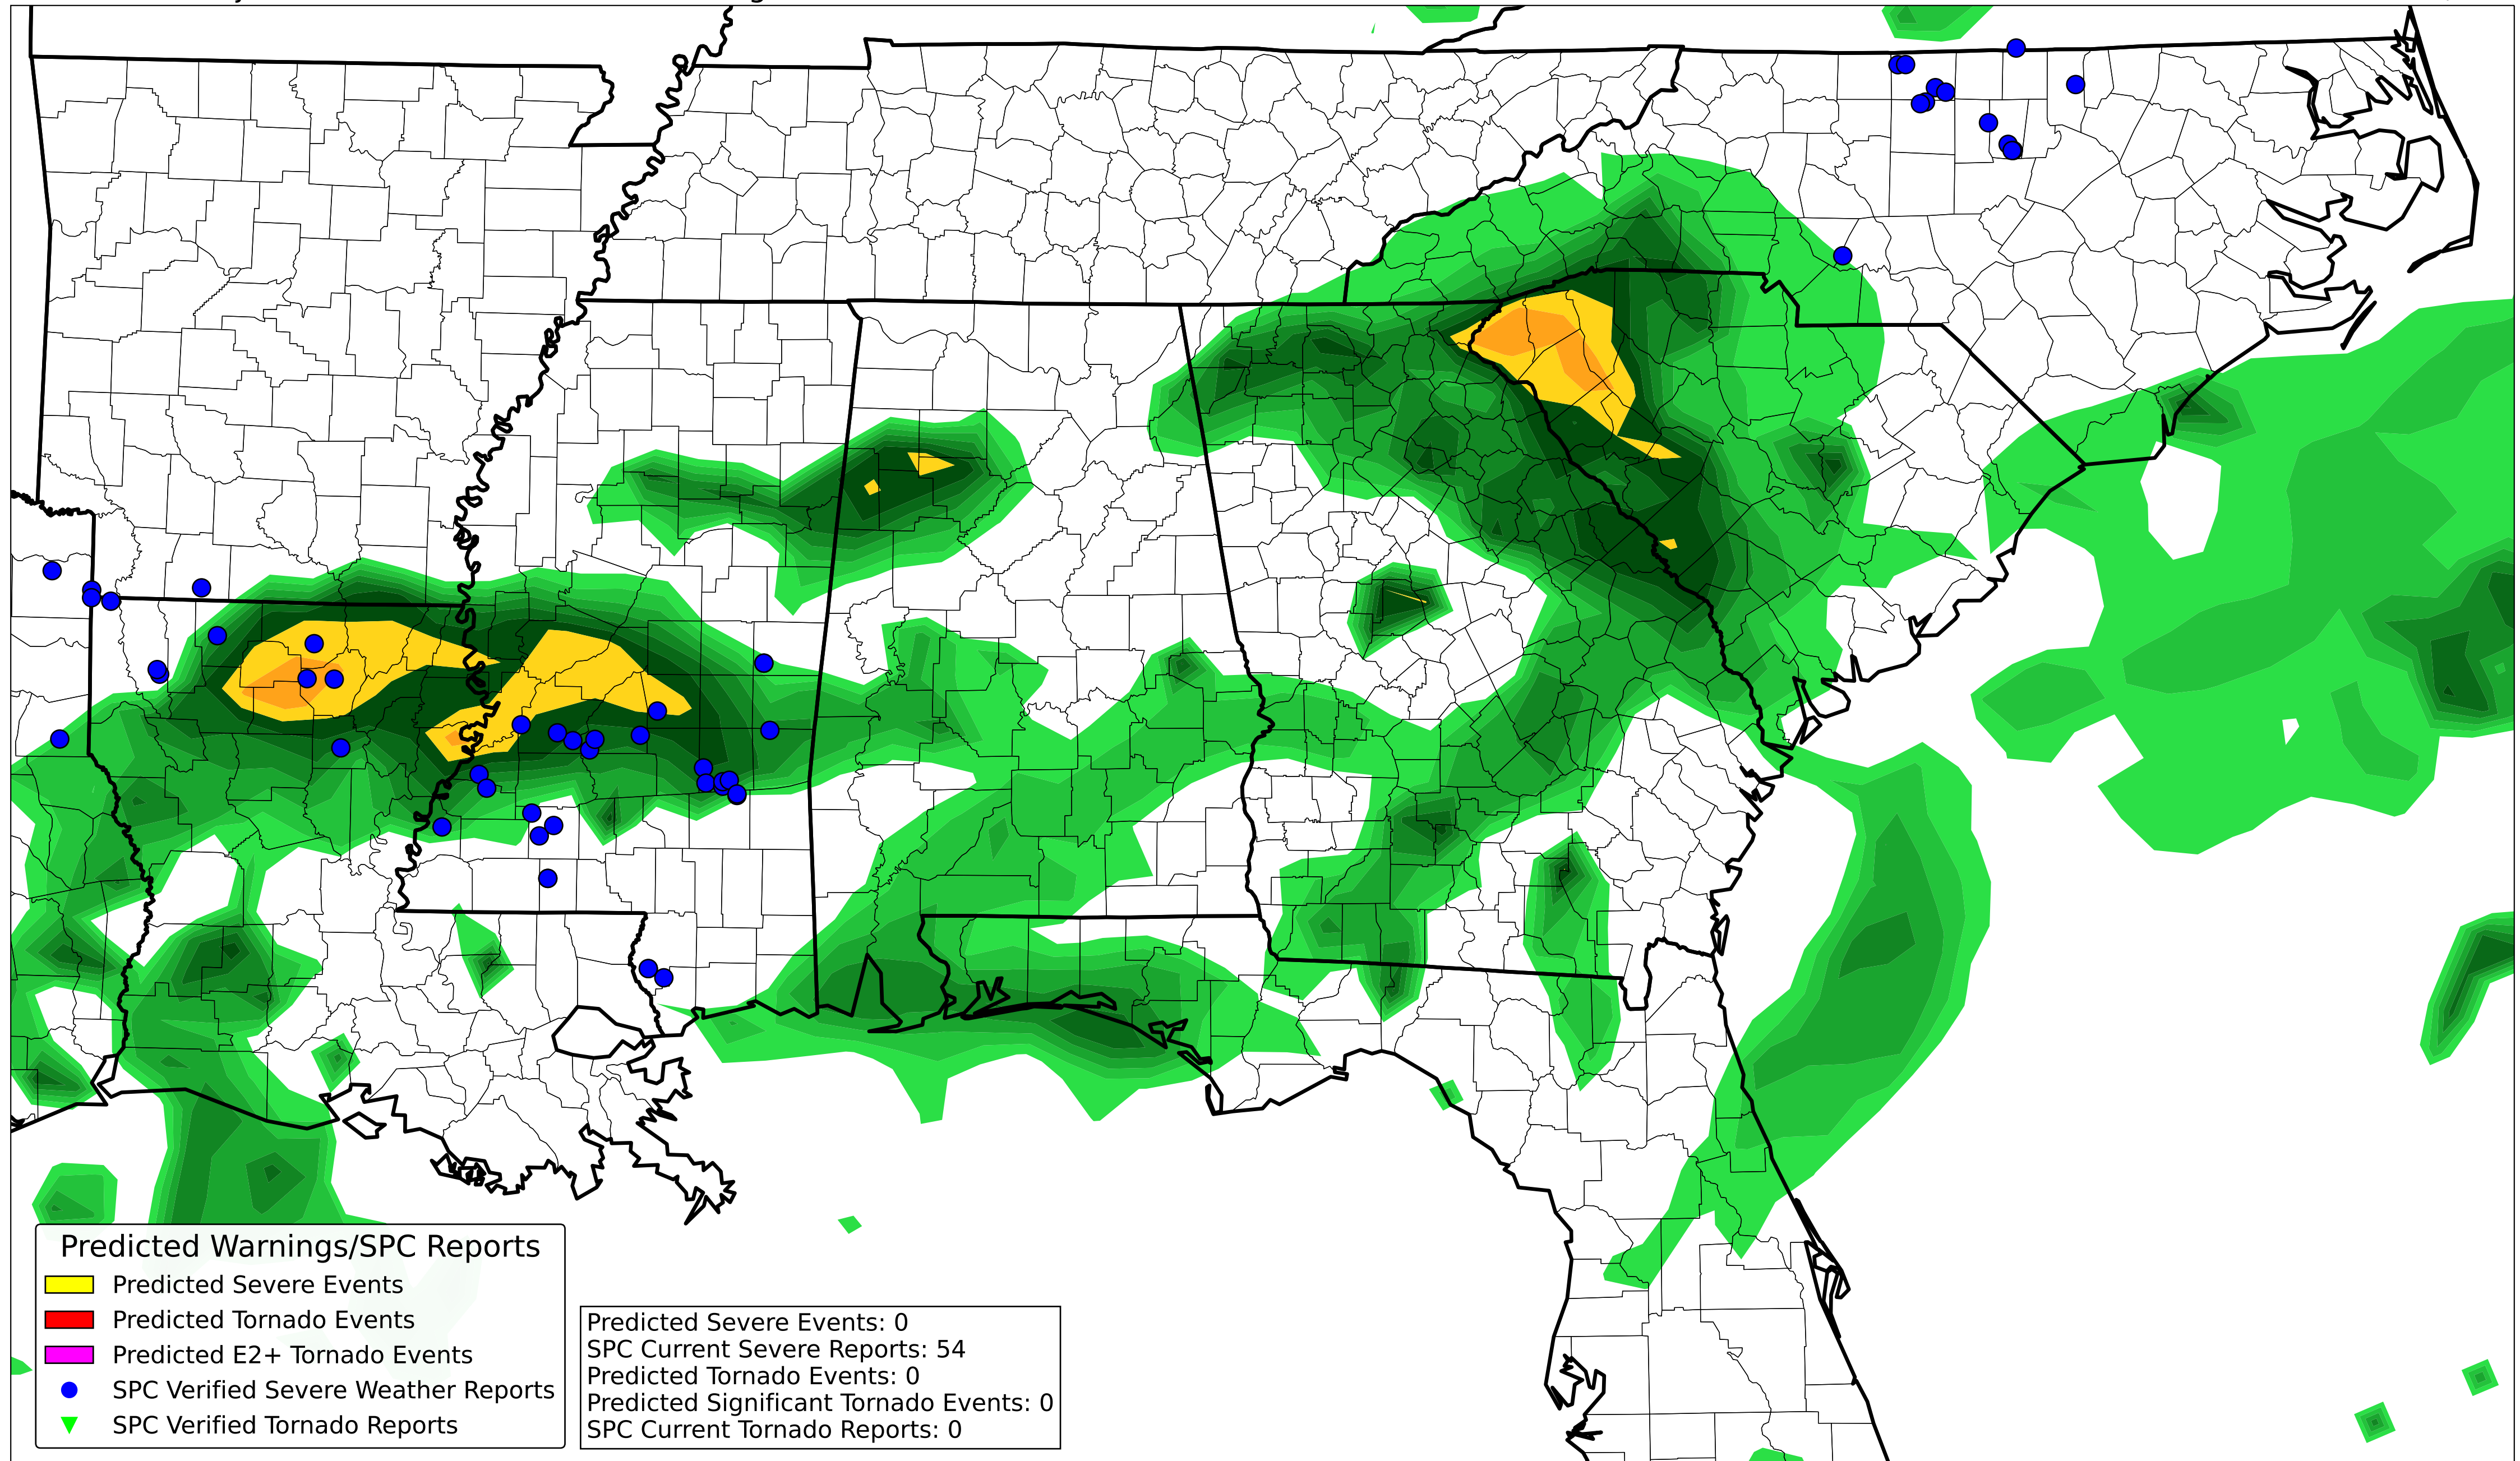 Predicted Warnings/SPC Reports
Predicted Severe Events
Predicted Tornado Events
Predicted E2+ Tornado Events
SPC Verified Severe Weather Reports
SPC Verified Tornado Reports
Predicted Severe Events: 0
SPC Current Severe Reports: 54
Predicted Tornado Events: 0
Predicted Significant Tornado Events: 0
SPC Current Tornado Reports: 0